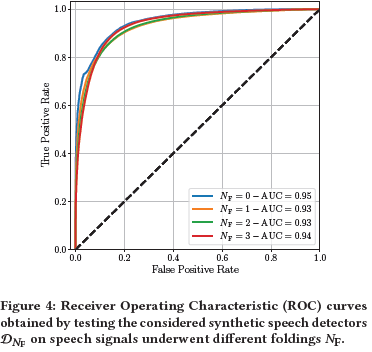 1.0
0.8
0.6
0.4
0.2
0.0
True Positive Rate
N_F = 0 – AUC = 0.95
N_F = 1 – AUC = 0.93
N_F = 2 – AUC = 0.93
N_F = 3 – AUC = 0.94
0.0 0.2 0.4 0.6 0.8 1.0
False Positive Rate
Figure 4: Receiver Operating Characteristic (ROC) curves
obtained by testing the considered synthetic speech detectors
𝒟_{N_F} on speech signals underwent different foldings N_F.